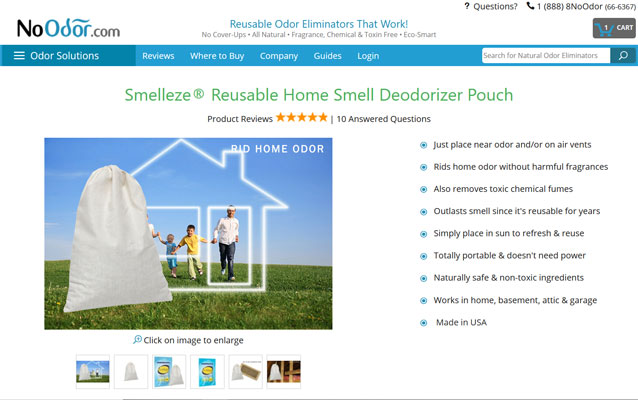 ? Questions? 1 (888) 8NoOdor (66-6367)
NoOdor.com
Reusable Odor Eliminators That Work!
No Cover-Ups • All Natural • Fragrance, Chemical & Toxin Free • Eco-Smart
1 CART
Odor Solutions Reviews Where to Buy Company Guides Login Search for Natural Odor Eliminators
Smelleze® Reusable Home Smell Deodorizer Pouch
Product Reviews | 10 Answered Questions
RID HOME ODOR
Just place near odor and/or on air vents
Rids home odor without harmful fragrances
Also removes toxic chemical fumes
Outlasts smell since it's reusable for years
Simply place in sun to refresh & reuse
Totally portable & doesn't need power
Naturally safe & non-toxic ingredients
Works in home, basement, attic & garage
Made in USA
Click on image to enlarge